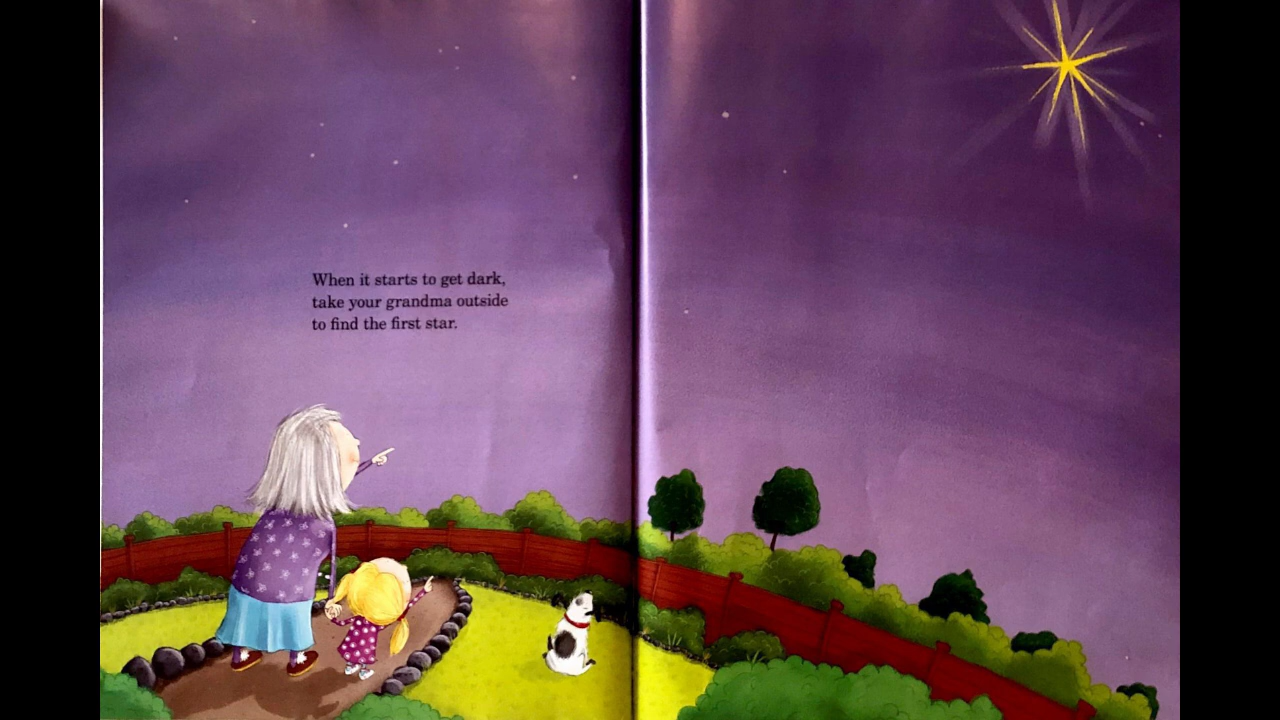 When it starts to get dark,
take your grandma outside
to find the first star.